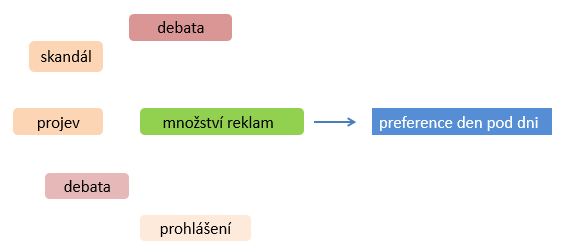 debata
skandál
projev
množství reklam
preference den pod dni
debata
prohlášení